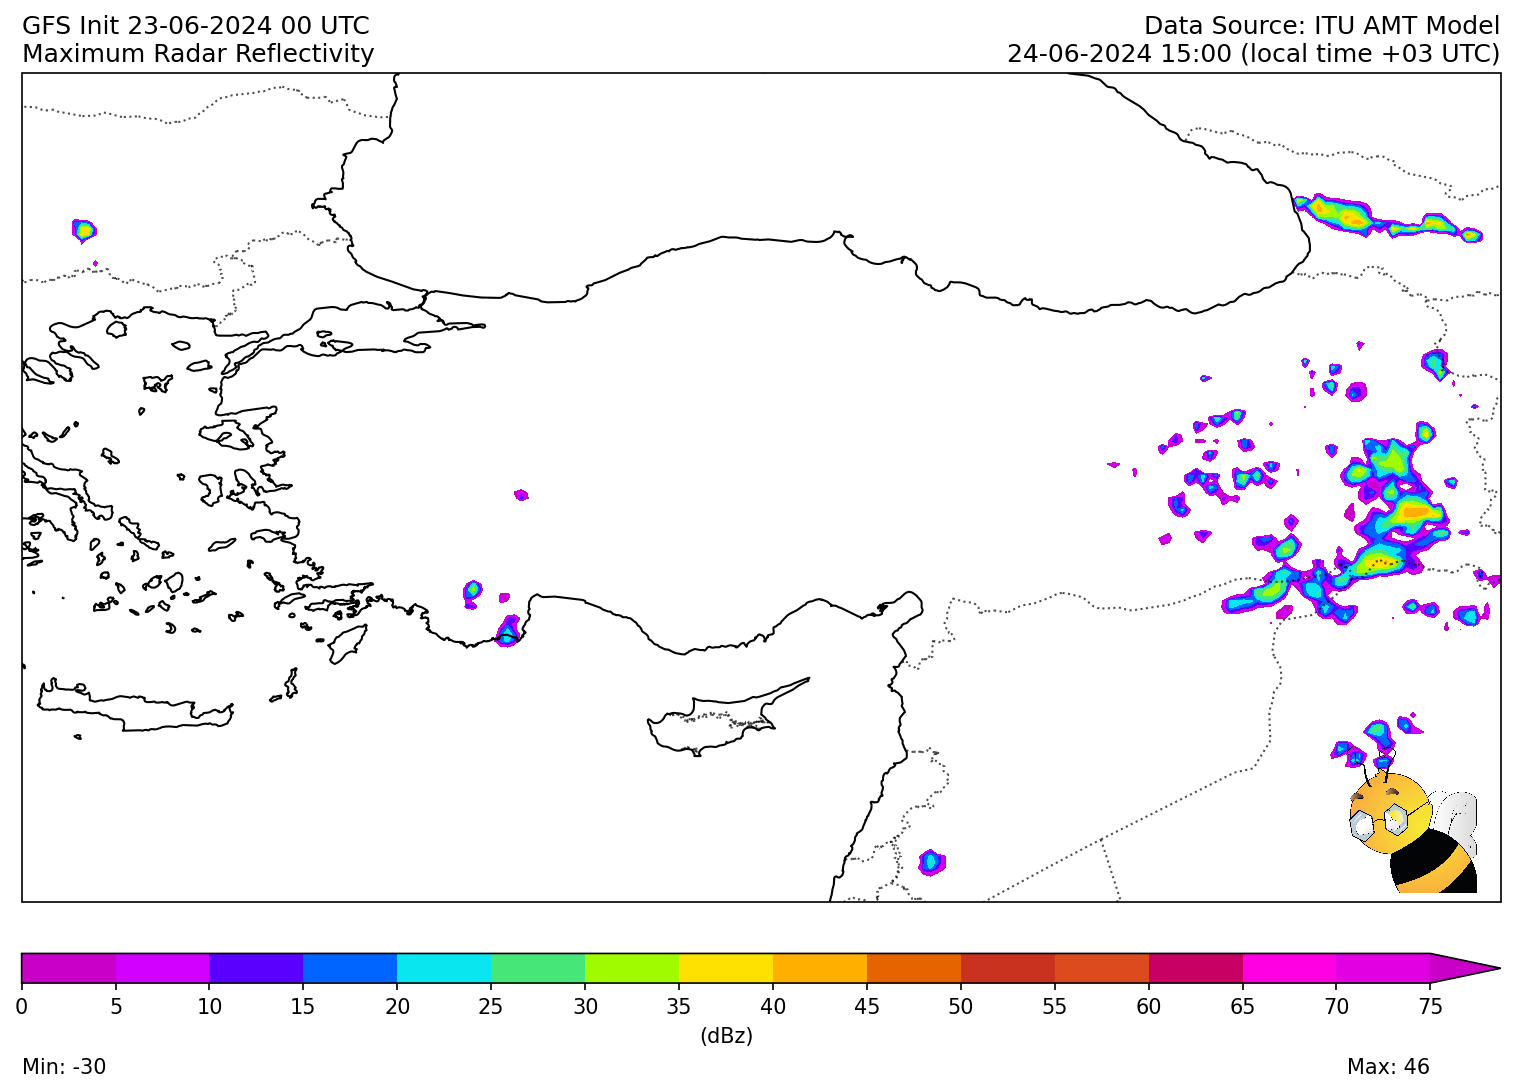 GFS Init 23-06-2024 00 UTC
Data Source: ITU AMT Model
Maximum Radar Reflectivity
24-06-2024 15:00 (local time +03 UTC)
0 5 10 15 20 25 30 35 40 45 50 55 60 65 70 75
(dBz)
Min: -30
Max: 46